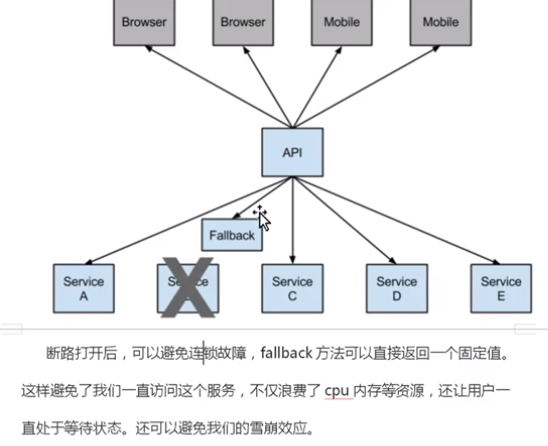 Browser Browser Mobile Mobile
API
Fallback
Service Service Service Service
A C D E
断路打开后，可以避免连锁故障，fallback 方法可以直接返回一个固定值。
这样避免了我们一直访问这个服务，不仅浪费了 cpu 内存等资源，还让用户一
直处于等待状态。还可以避免我们的雪崩效应。